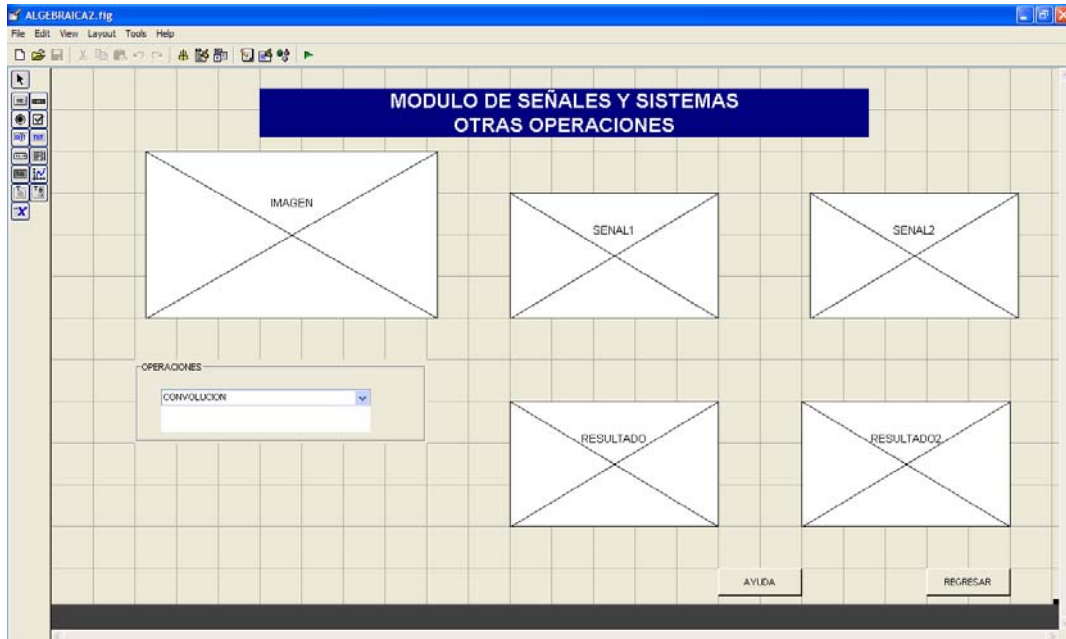 ALGEBRAICA2.fig
File Edit View Layout Tools Help
MODULO DE SEÑALES Y SISTEMAS
OTRAS OPERACIONES
IMAGEN
SENAL1
SENAL2
OPERACIONES
CONVOLUCION
RESULTADO
RESULTADO2
AYUDA
REGRESAR